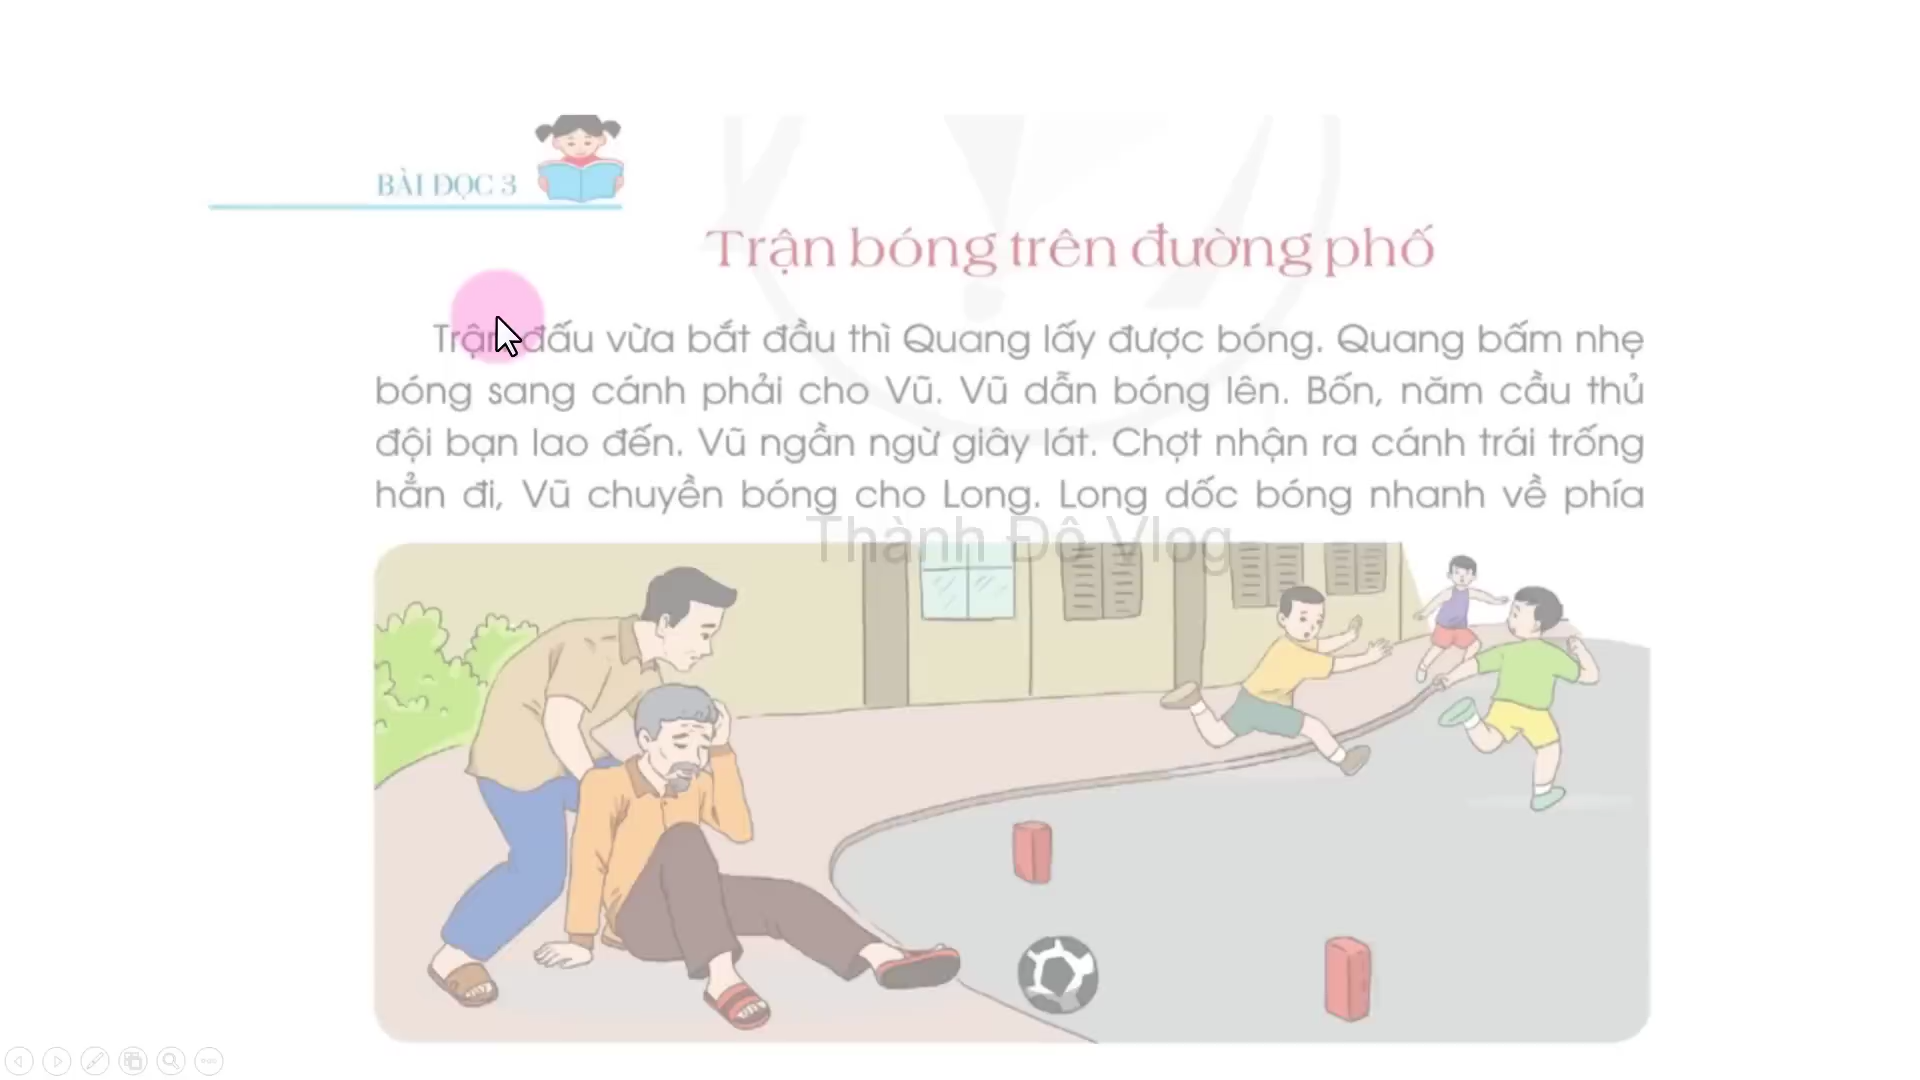 BÀI ĐỌC 3
Trận bóng trên đường phố
Trận đấu vừa bắt đầu thì Quang lấy được bóng. Quang bấm nhẹ
bóng sang cánh phải cho Vũ. Vũ dẫn bóng lên. Bốn, năm cầu thủ
đội bạn lao đến. Vũ ngần ngừ giây lát. Chợt nhận ra cánh trái trống
hẳn đi, Vũ chuyền bóng cho Long. Long dốc bóng nhanh về phía
Thành Đô Vlog